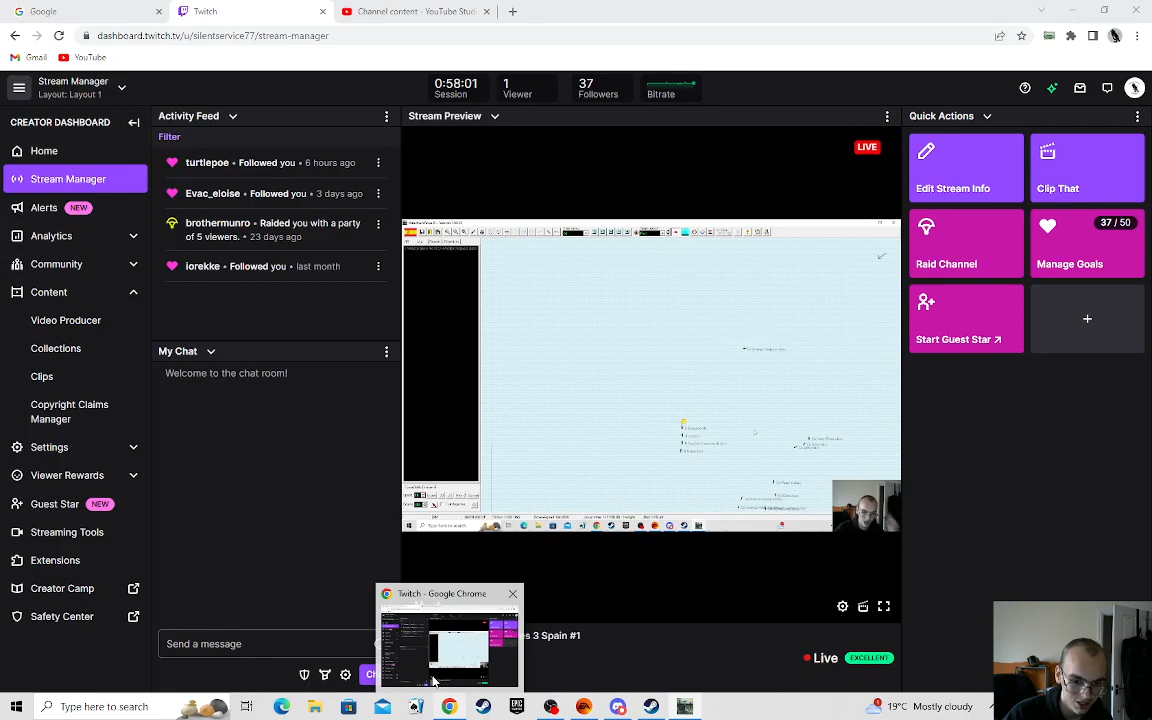 Google
Twitch
Channel content - YouTube Stud
dashboard.twitch.tv/u/silentservice77/stream-manager
Gmail
YouTube
Stream Manager
Layout: Layout 1
0:58:01
Session
1
Viewer
37
Followers
Bitrate
CREATOR DASHBOARD
Home
Stream Manager
Alerts NEW
Analytics
Community
Content
Video Producer
Collections
Clips
Copyright Claims
Manager
Settings
Viewer Rewards
Guest Star NEW
Streaming Tools
Extensions
Creator Camp
Safety Center
Activity Feed
Filter
turtlepoe • Followed you • 6 hours ago
Evac_eloise • Followed you • 3 days ago
brothermunro • Raided you with a party
of 5 viewers. • 23 days ago
iorekke • Followed you • last month
My Chat
Welcome to the chat room!
Send a message
Stream Preview
LIVE
Twitch - Google Chrome
es 3 Spain #1
Live EXCELLENT
Quick Actions
Edit Stream Info
Clip That
Raid Channel
37 / 50
Manage Goals
Start Guest Star
Type here to search
19°C Mostly cloudy